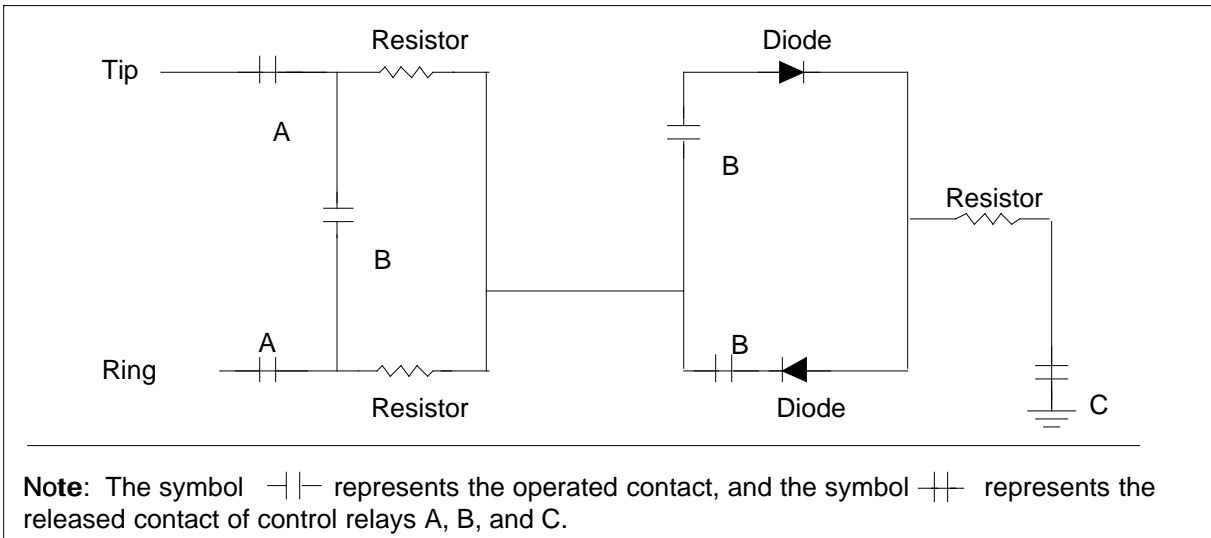 Resistor
Diode
Tip
A
B
Resistor
B
A
B
Ring
C
Resistor
Diode
Note: The symbol represents the operated contact, and the symbol represents the
released contact of control relays A, B, and C.